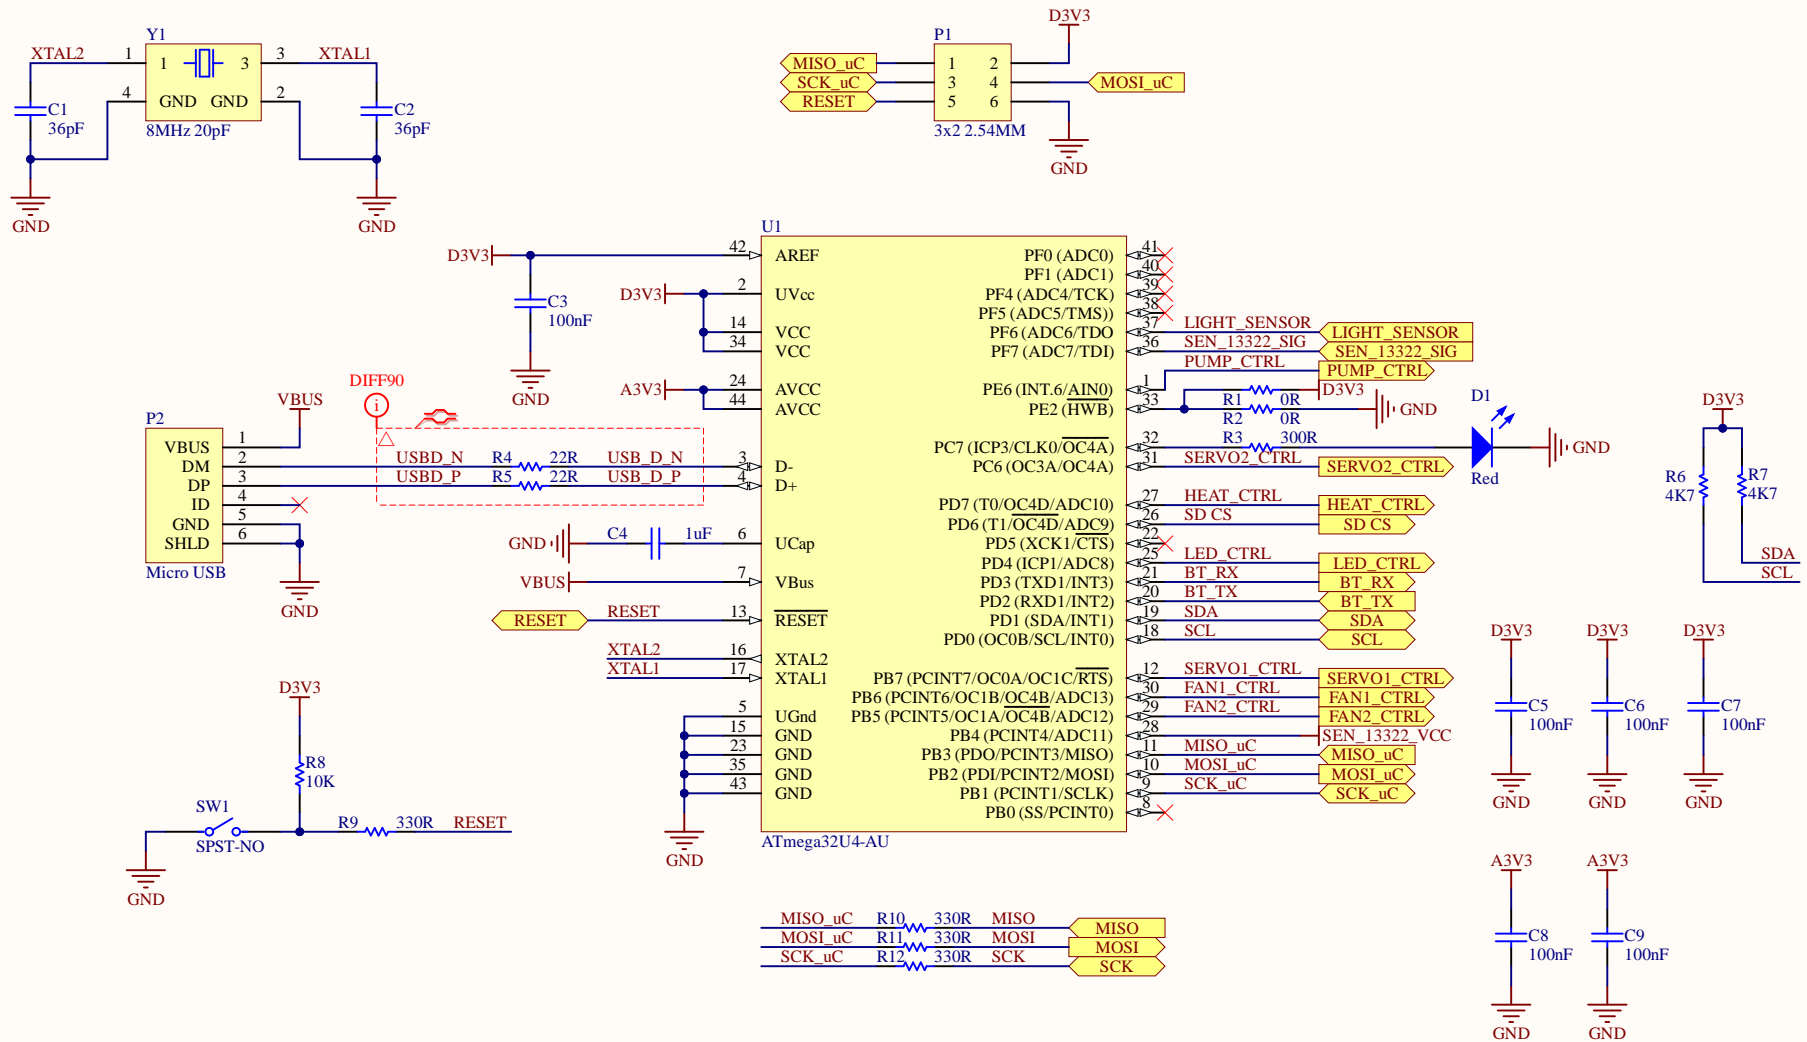 Y1
XTAL2 1 1 3 3 XTAL1
4 GND GND 2
C1
36pF
C2
36pF
8MHz 20pF
GND
GND
D3V3
P1
MISO_uC 1 2
SCK_uC 3 4 MOSI_uC
RESET 5 6
3x2 2.54MM
GND
U1
D3V3 42 AREF
C3
100nF
GND
D3V3 2 UVcc
14 VCC
34 VCC
A3V3 24 AVCC
44 AVCC
DIFF90
i
VBUS
P2
VBUS 1
DM 2 USBD_N R4 22R USB_D_N 3 D-
DP 3 USBD_P R5 22R USB_D_P 4 D+
ID 4
GND 5
SHLD 6
Micro USB
GND
GND C4 1uF 6 UCap
VBUS 7 VBus
RESET RESET 13 RESET
XTAL2 16 XTAL2
XTAL1 17 XTAL1
5 UGnd
15 GND
23 GND
35 GND
43 GND
GND
ATmega32U4-AU
PF0 (ADC0) 41
PF1 (ADC1) 40
PF4 (ADC4/TCK) 39
PF5 (ADC5/TMS)) 38
PF6 (ADC6/TDO 37 LIGHT_SENSOR LIGHT_SENSOR
PF7 (ADC7/TDI) 36 SEN_13322_SIG SEN_13322_SIG
PUMP_CTRL PUMP_CTRL
PE6 (INT.6/AIN0) 1
D3V3
R1 0R
PE2 (HWB) 33
GND
R2 0R
PC7 (ICP3/CLK0/OC4A) 32 R3 300R
D1
Red
GND
PC6 (OC3A/OC4A) 31 SERVO2_CTRL SERVO2_CTRL
PD7 (T0/OC4D/ADC10) 27 HEAT_CTRL HEAT_CTRL
PD6 (T1/OC4D/ADC9) 26 SD CS SD CS
PD5 (XCK1/CTS) 22
PD4 (ICP1/ADC8) 25 LED_CTRL LED_CTRL
PD3 (TXD1/INT3) 21 BT_RX BT_RX
PD2 (RXD1/INT2) 20 BT_TX BT_TX
PD1 (SDA/INT1) 19 SDA SDA
PD0 (OC0B/SCL/INT0) 18 SCL SCL
PB7 (PCINT7/OC0A/OC1C/RTS) 12 SERVO1_CTRL SERVO1_CTRL
PB6 (PCINT6/OC1B/OC4B/ADC13) 30 FAN1_CTRL FAN1_CTRL
PB5 (PCINT5/OC1A/OC4B/ADC12) 29 FAN2_CTRL FAN2_CTRL
PB4 (PCINT4/ADC11) 28 SEN_13322_VCC
PB3 (PDO/PCINT3/MISO) 11 MISO_uC MISO_uC
PB2 (PDI/PCINT2/MOSI) 10 MOSI_uC MOSI_uC
PB1 (PCINT1/SCLK) 9 SCK_uC SCK_uC
PB0 (SS/PCINT0) 8
D3V3
R6
4K7
R7
4K7
SDA
SCL
D3V3 D3V3 D3V3
C5 C6 C7
100nF 100nF 100nF
GND GND GND
D3V3
R8
10K
SW1
SPST-NO
R9 330R RESET
GND
MISO_uC R10 330R MISO MISO
MOSI_uC R11 330R MOSI MOSI
SCK_uC R12 330R SCK SCK
A3V3 A3V3
C8 C9
100nF 100nF
GND GND